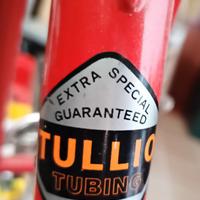 EXTRA SPECIAL
GUARANTEED
TULLIO
TUBING